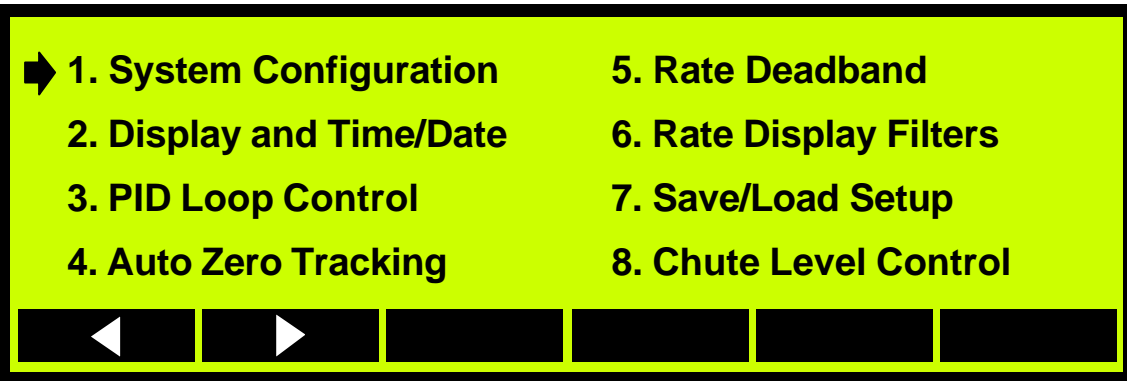 1. System Configuration
2. Display and Time/Date
3. PID Loop Control
4. Auto Zero Tracking
5. Rate Deadband
6. Rate Display Filters
7. Save/Load Setup
8. Chute Level Control